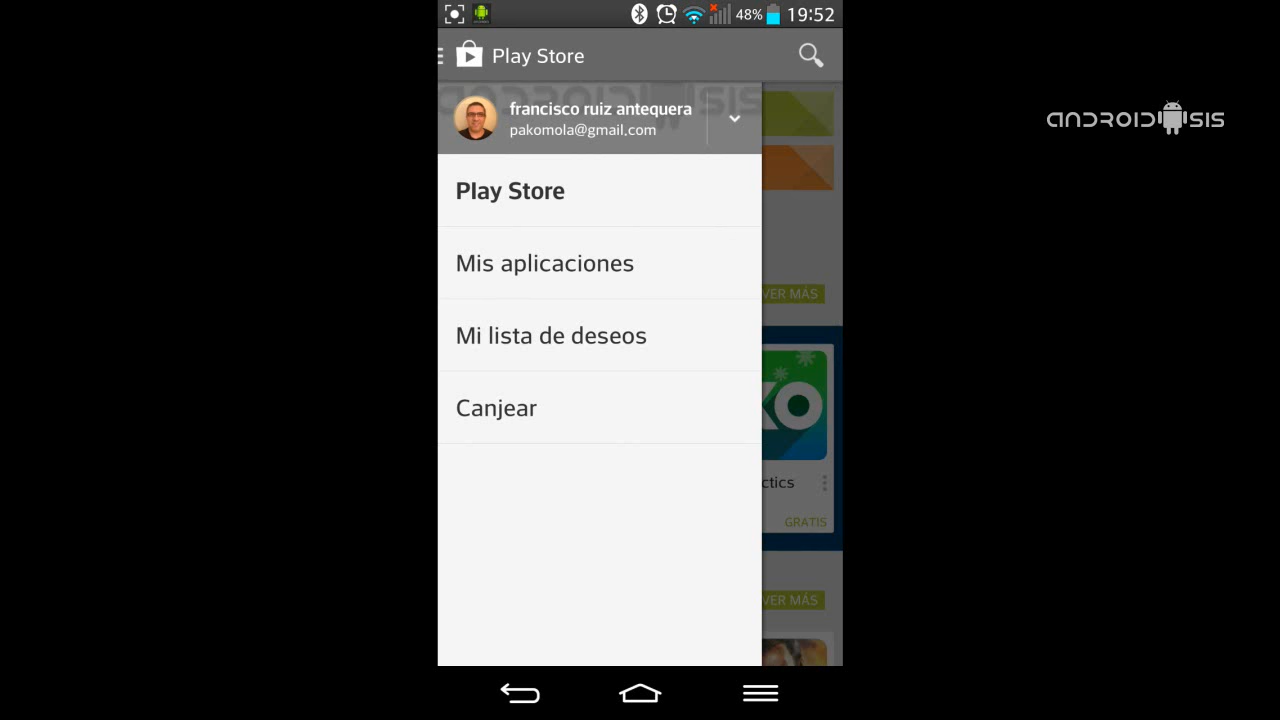 48% 19:52
Play Store
francisco ruiz antequera
pakomola@gmail.com
ANDROIDSIS
Play Store
Mis aplicaciones
VER MÁS
Mi lista de deseos
Canjear
ctics
GRATIS
VER MÁS